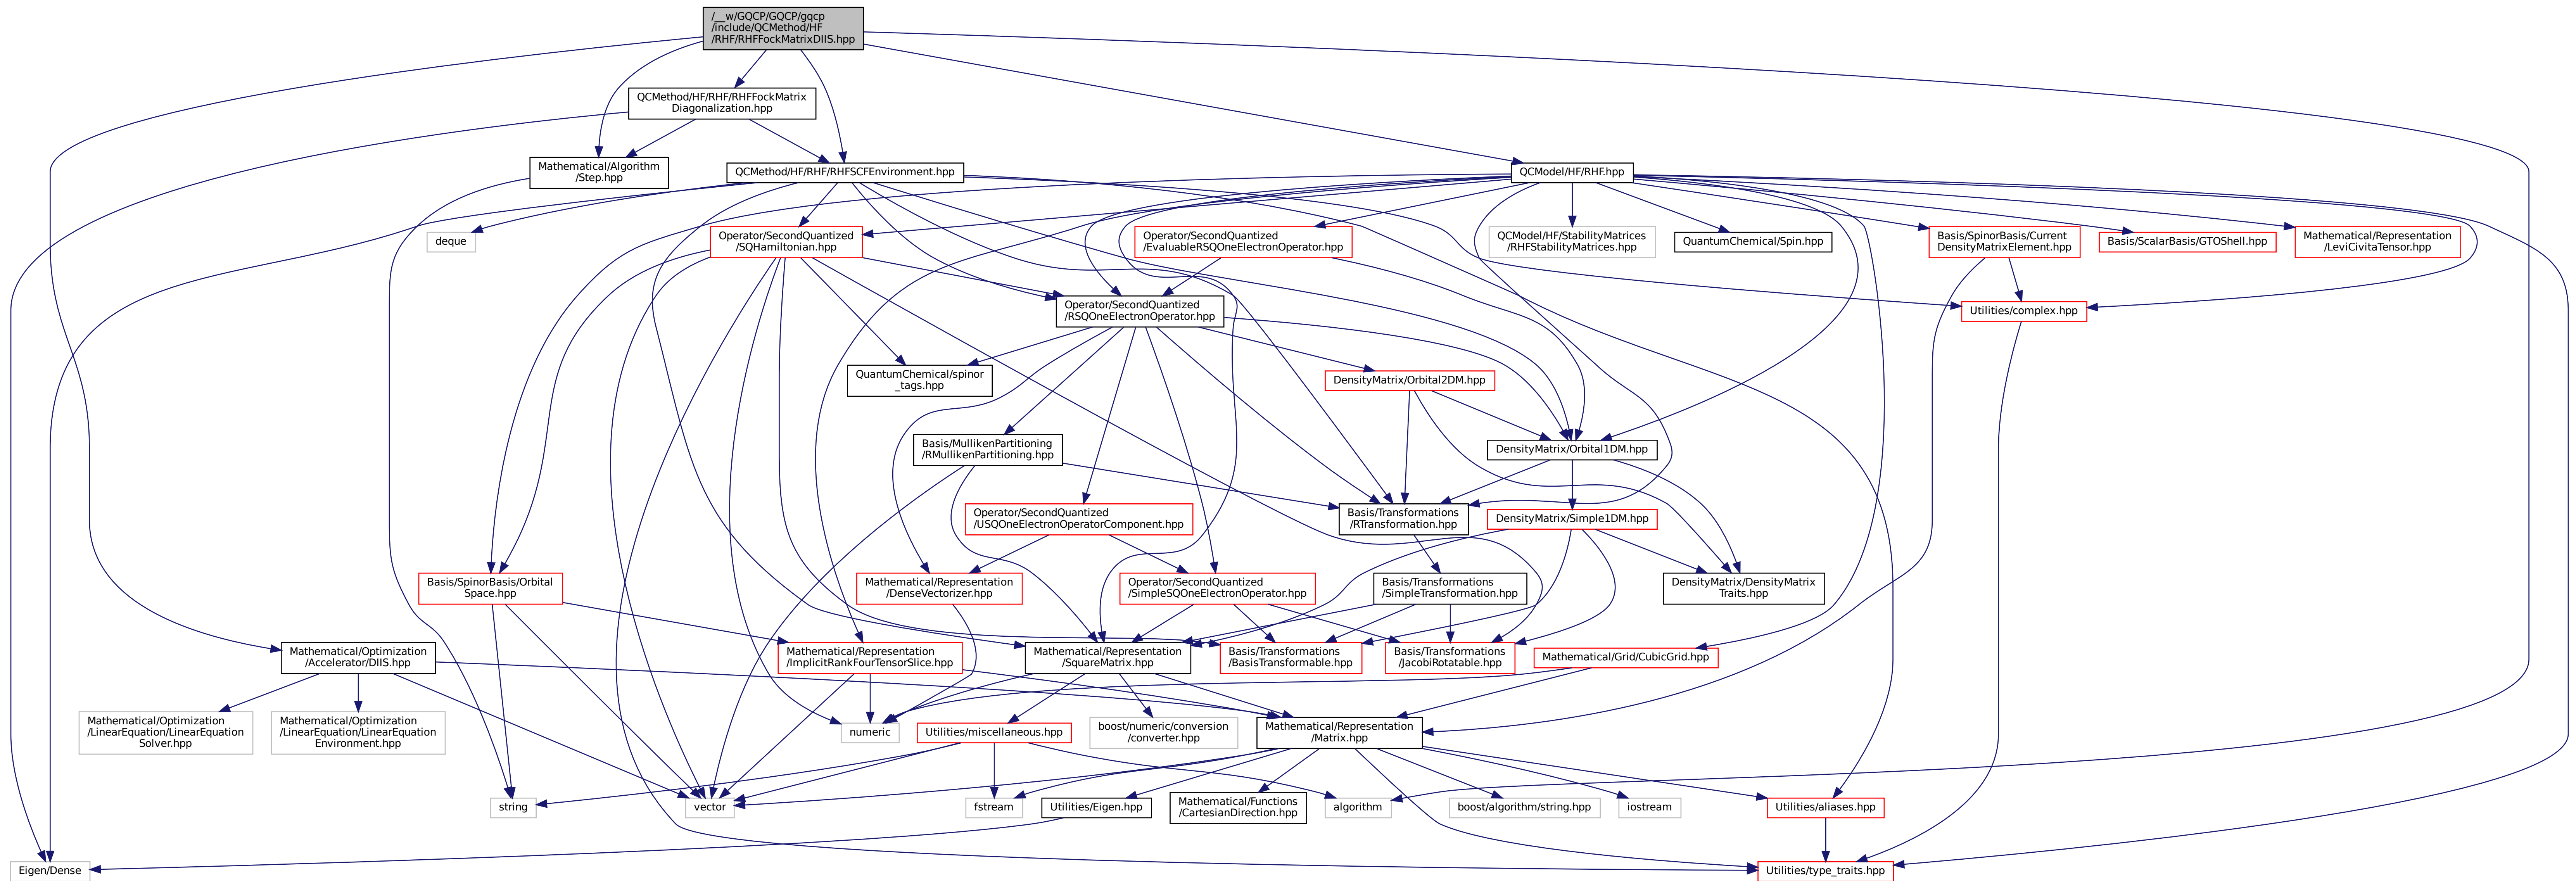 /__w/GQCP/GQCP/gqcp
/include/QCMethod/HF
/RHF/RHFFockMatrixDIIS.hpp
QCMethod/HF/RHF/RHFFockMatrix
Diagonalization.hpp
Mathematical/Algorithm
/Step.hpp
QCMethod/HF/RHF/RHFSCFEnvironment.hpp
QCModel/HF/RHF.hpp
deque
Operator/SecondQuantized
/SQHamiltonian.hpp
Operator/SecondQuantized
/EvaluableRSQOneElectronOperator.hpp
QCModel/HF/StabilityMatrices
/RHFStabilityMatrices.hpp
QuantumChemical/Spin.hpp
Basis/SpinorBasis/Current
DensityMatrixElement.hpp
Basis/ScalarBasis/GTOShell.hpp
Mathematical/Representation
/LeviCivitaTensor.hpp
Operator/SecondQuantized
/RSQOneElectronOperator.hpp
Utilities/complex.hpp
QuantumChemical/spinor
_tags.hpp
DensityMatrix/Orbital2DM.hpp
Basis/MullikenPartitioning
/RMullikenPartitioning.hpp
DensityMatrix/Orbital1DM.hpp
Operator/SecondQuantized
/USQOneElectronOperatorComponent.hpp
Basis/Transformations
/RTransformation.hpp
DensityMatrix/Simple1DM.hpp
Basis/SpinorBasis/Orbital
Space.hpp
Mathematical/Representation
/DenseVectorizer.hpp
Operator/SecondQuantized
/SimpleSQOneElectronOperator.hpp
Basis/Transformations
/SimpleTransformation.hpp
DensityMatrix/DensityMatrix
Traits.hpp
Mathematical/Optimization
/Accelerator/DIIS.hpp
Mathematical/Representation
/ImplicitRankFourTensorSlice.hpp
Mathematical/Representation
/SquareMatrix.hpp
Basis/Transformations
/BasisTransformable.hpp
Basis/Transformations
/JacobiRotatable.hpp
Mathematical/Grid/CubicGrid.hpp
Mathematical/Optimization
/LinearEquation/LinearEquation
Solver.hpp
Mathematical/Optimization
/LinearEquation/LinearEquation
Environment.hpp
numeric
Utilities/miscellaneous.hpp
boost/numeric/conversion
/converter.hpp
Mathematical/Representation
/Matrix.hpp
string
vector
fstream
Utilities/Eigen.hpp
Mathematical/Functions
/CartesianDirection.hpp
algorithm
boost/algorithm/string.hpp
iostream
Utilities/aliases.hpp
Eigen/Dense
Utilities/type_traits.hpp